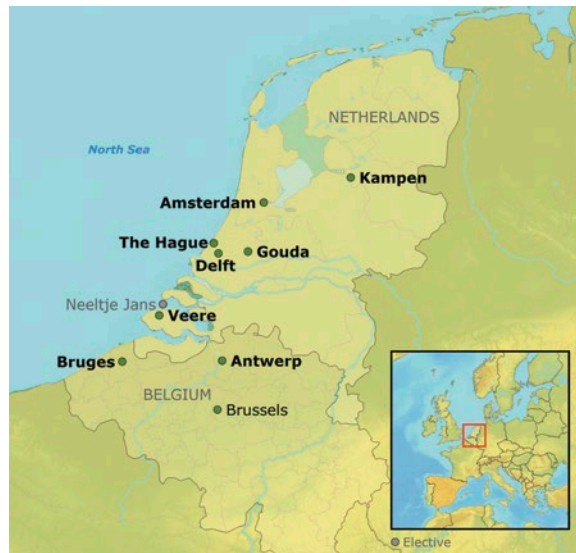 NETHERLANDS
North Sea
Kampen
Amsterdam
The Hague
Gouda
Delft
Neeltje Jans
Veere
Bruges
Antwerp
BELGIUM
Brussels
Elective